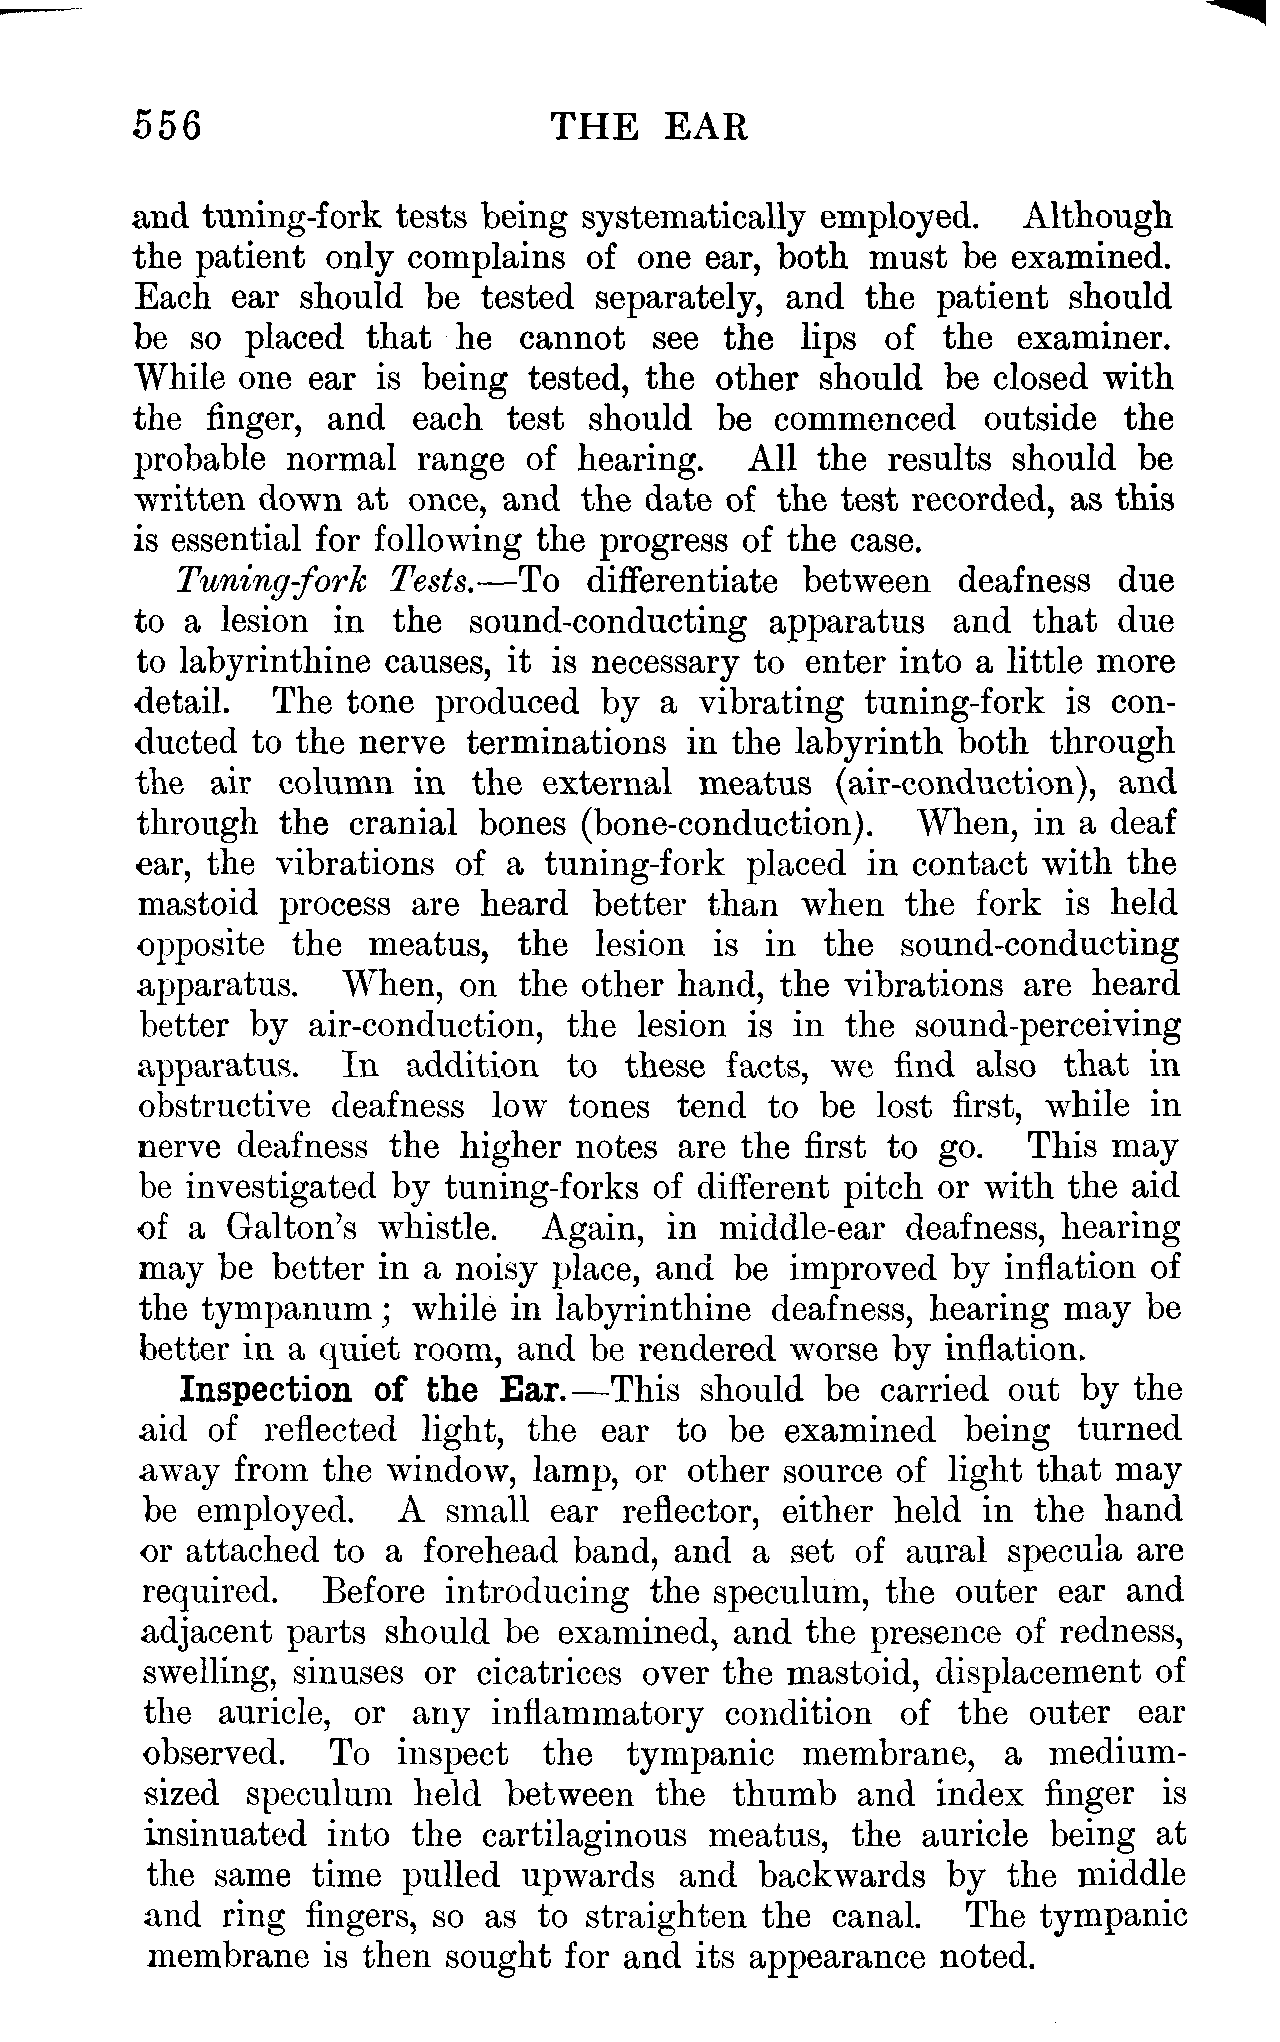 556 THE EAR
and tuning-fork tests being systematically employed. Although
the patient only complains of one ear, both must be examined.
Each ear should be tested separately, and the patient should
be so placed that he cannot see the lips of the examiner.
While one ear is being tested, the other should be closed with
the finger, and each test should be commenced outside the
probable normal range of hearing. All the results should be
written down at once, and the date of the test recorded, as this
is essential for following the progress of the case.
Tuning-fork Tests.—To differentiate between deafness due
to a lesion in the sound-conducting apparatus and that due
to labyrinthine causes, it is necessary to enter into a little more
detail. The tone produced by a vibrating tuning-fork is con-
ducted to the nerve terminations in the labyrinth both through
the air column in the external meatus (air-conduction), and
through the cranial bones (bone-conduction). When, in a deaf
ear, the vibrations of a tuning-fork placed in contact with the
mastoid process are heard better than when the fork is held
opposite the meatus, the lesion is in the sound-conducting
apparatus. When, on the other hand, the vibrations are heard
better by air-conduction, the lesion is in the sound-perceiving
apparatus. In addition to these facts, we find also that in
obstructive deafness low tones tend to be lost first, while in
nerve deafness the higher notes are the first to go. This may
be investigated by tuning-forks of different pitch or with the aid
of a Galton's whistle. Again, in middle-ear deafness, hearing
may be better in a noisy place, and be improved by inflation of
the tympanum; while in labyrinthine deafness, hearing may be
better in a quiet room, and be rendered worse by inflation.
Inspection of the Ear.—This should be carried out by the
aid of reflected light, the ear to be examined being turned
away from the window, lamp, or other source of light that may
be employed. A small ear reflector, either held in the hand
or attached to a forehead band, and a set of aural specula are
required. Before introducing the speculum, the outer ear and
adjacent parts should be examined, and the presence of redness,
swelling, sinuses or cicatrices over the mastoid, displacement of
the auricle, or any inflammatory condition of the outer ear
observed. To inspect the tympanic membrane, a medium-
sized speculum held between the thumb and index finger is
insinuated into the cartilaginous meatus, the auricle being at
the same time pulled upwards and backwards by the middle
and ring fingers, so as to straighten the canal. The tympanic
membrane is then sought for and its appearance noted.